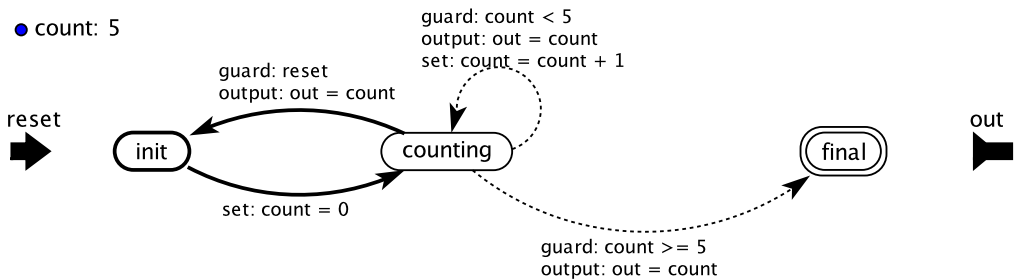 count: 5
guard: count < 5
output: out = count
set: count = count + 1
guard: reset
output: out = count
reset
init
counting
final
out
set: count = 0
guard: count >= 5
output: out = count